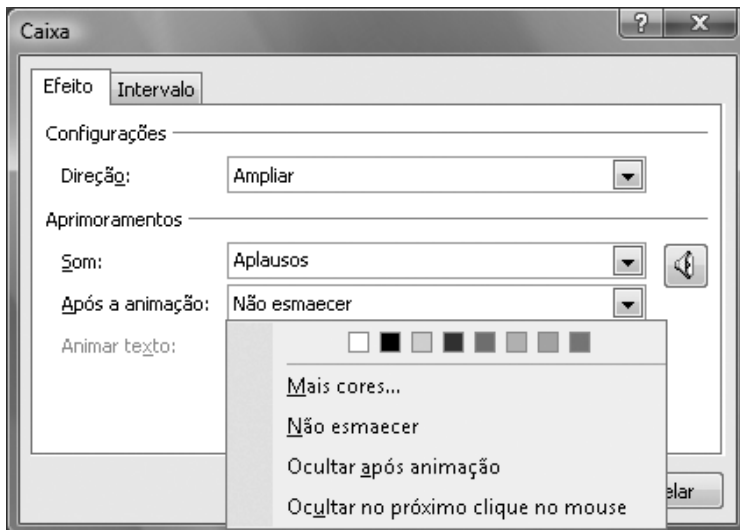 Caixa
Efeito Intervalo
Configurações
Direção: Ampliar
Aprimoramentos
Som: Aplausos
Após a animação: Não esmaecer
Animar texto:
Mais cores...
Não esmaecer
Ocultar após animação
Ocultar no próximo clique no mouse
elar